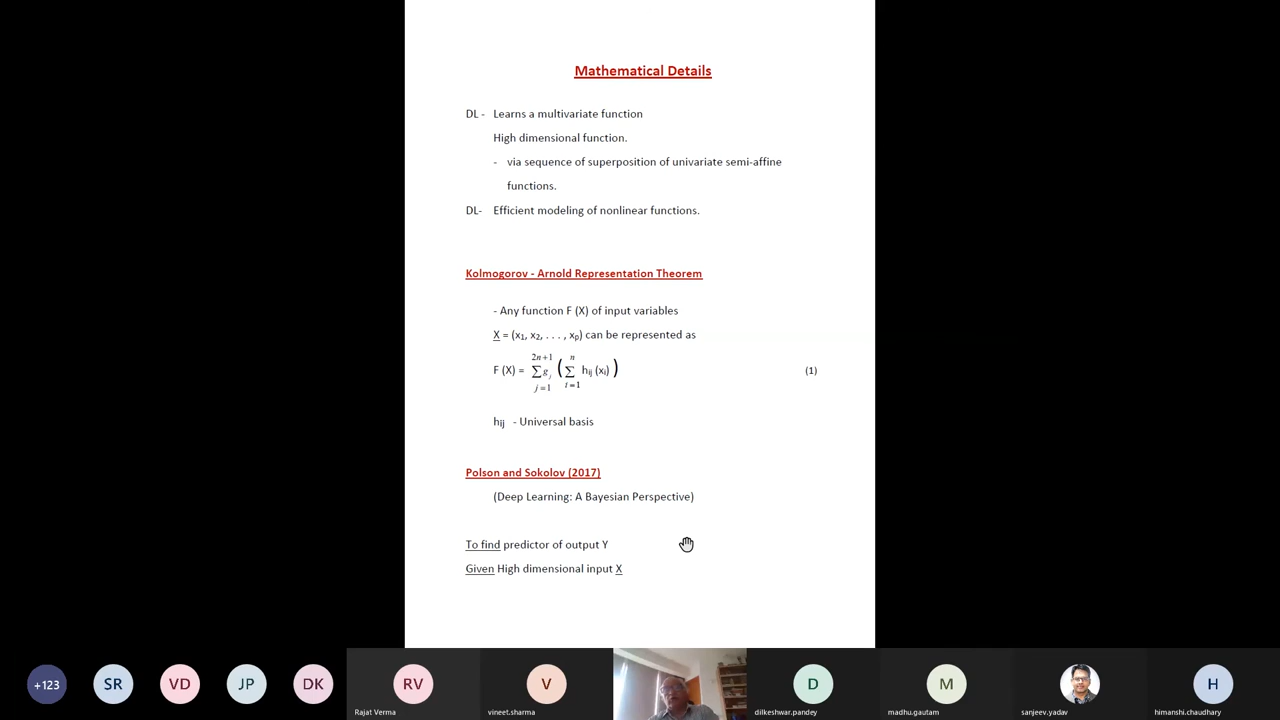 Mathematical Details
DL - Learns a multivariate function
High dimensional function.
- via sequence of superposition of univariate semi-affine
functions.
DL- Efficient modeling of nonlinear functions.
Kolmogorov - Arnold Representation Theorem
- Any function F (X) of input variables
X = (x1, x2, . . . , xp) can be represented as
F (X) = 2n+1 ∑ j=1 gj ( n ∑ t=1 hij (xi) ) (1)
hij - Universal basis
Polson and Sokolov (2017)
(Deep Learning: A Bayesian Perspective)
To find predictor of output Y
Given High dimensional input X
+123 SR VD JP DK RV V D M H
Rajat Verma vineet.sharma dilkeshwar.pandey madhu.gautam sanjeev.yadav himanshi.chaudhary